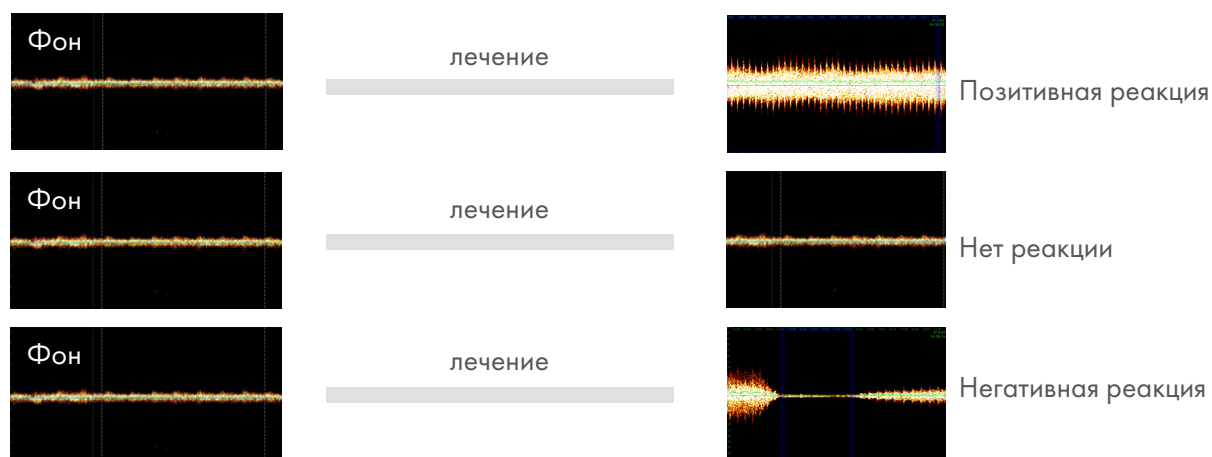 Фон
лечение
Позитивная реакция
Фон
лечение
Нет реакции
Фон
лечение
Негативная реакция